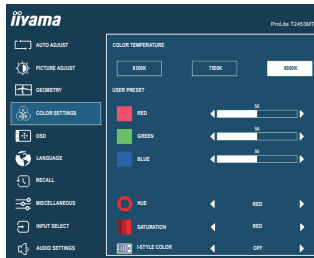 iiyama
ProLite T2453MT
AUTO ADJUST
PICTURE ADJUST
GEOMETRY
COLOR SETTINGS
OSD
LANGUAGE
RECALL
MISCELLANEOUS
INPUT SELECT
AUDIO SETTINGS
COLOR TEMPERATURE
9300K 7500K 6500K
USER PRESET
RED 50
GREEN 50
BLUE 50
HUE RED
SATURATION RED
I-STYLE COLOR OFF